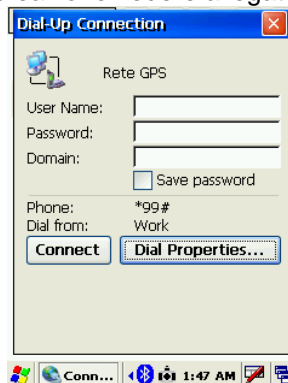 Dial-Up Connection
Rete GPS
User Name:
Password:
Domain:
Save password
Phone: *99#
Dial from: Work
Connect Dial Properties...
Conn... 1:47 AM